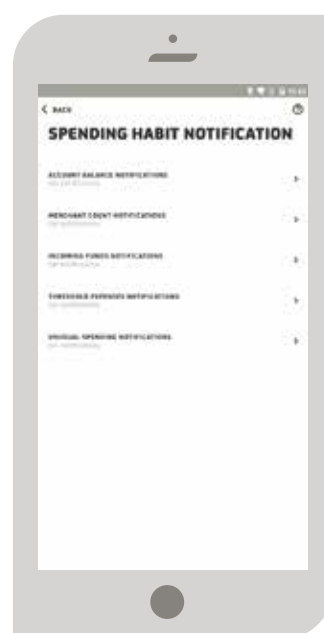 BACK
SPENDING HABIT NOTIFICATION
ACCOUNT BALANCE NOTIFICATIONS
MERCHANT COUNT NOTIFICATIONS
INCOMING FUNDS NOTIFICATIONS
THRESHOLD EXPENSES NOTIFICATIONS
UNUSUAL SPENDING NOTIFICATIONS